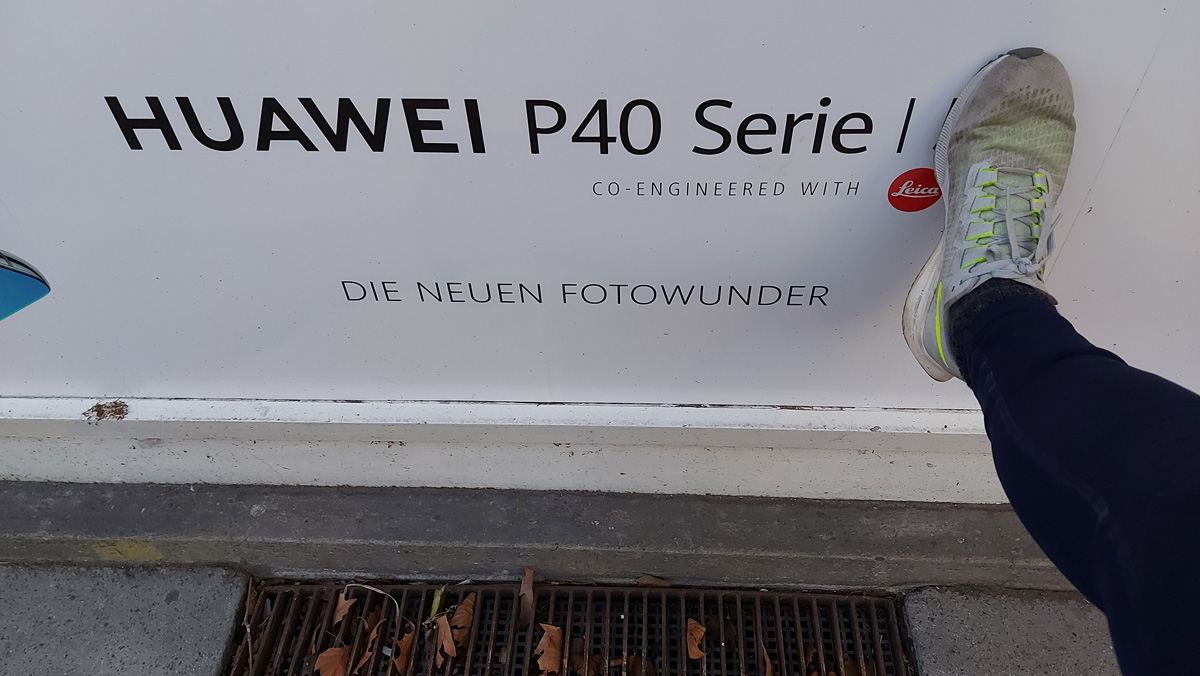 HUAWEI P40 Serie |
CO-ENGINEERED WITH Leica
DIE NEUEN FOTOWUNDER